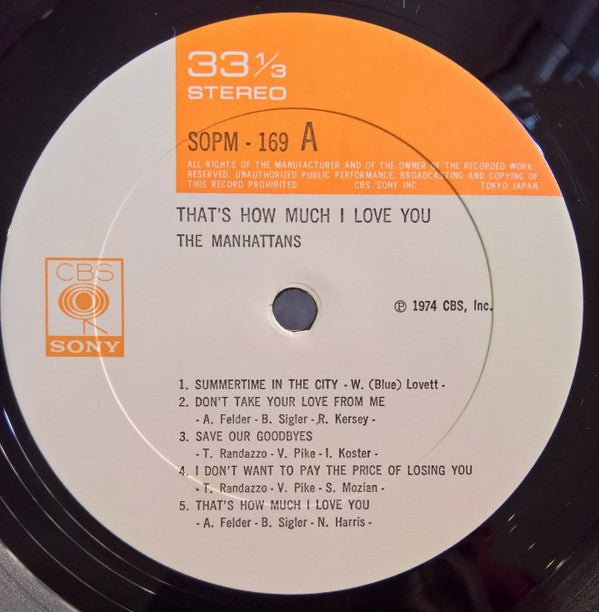 33 1/3
STEREO
SOPM - 169 A
ALL RIGHTS OF THE MANUFACTURER AND OF THE OWNER OF THE RECORDED WORK
RESERVED. UNAUTHORIZED PUBLIC PERFORMANCE, BROADCASTING AND COPYING OF
THIS RECORD PROHIBITED. CBS/SONY INC. TOKYO JAPAN
THAT'S HOW MUCH I LOVE YOU
THE MANHATTANS
CBS
SONY
Ⓟ 1974 CBS, Inc.
1. SUMMERTIME IN THE CITY - W. (Blue) Lovett -
2. DON'T TAKE YOUR LOVE FROM ME
- A. Felder - B. Sigler - R. Kersey -
3. SAVE OUR GOODBYES
- T. Randazzo - V. Pike - I. Koster -
4. I DON'T WANT TO PAY THE PRICE OF LOSING YOU
- T. Randazzo - V. Pike - S. Mozian -
5. THAT'S HOW MUCH I LOVE YOU
- A. Felder - B. Sigler - N. Harris -